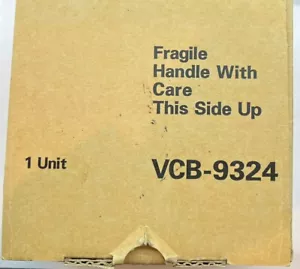 Fragile
Handle With
Care
This Side Up
1 Unit
VCB-9324